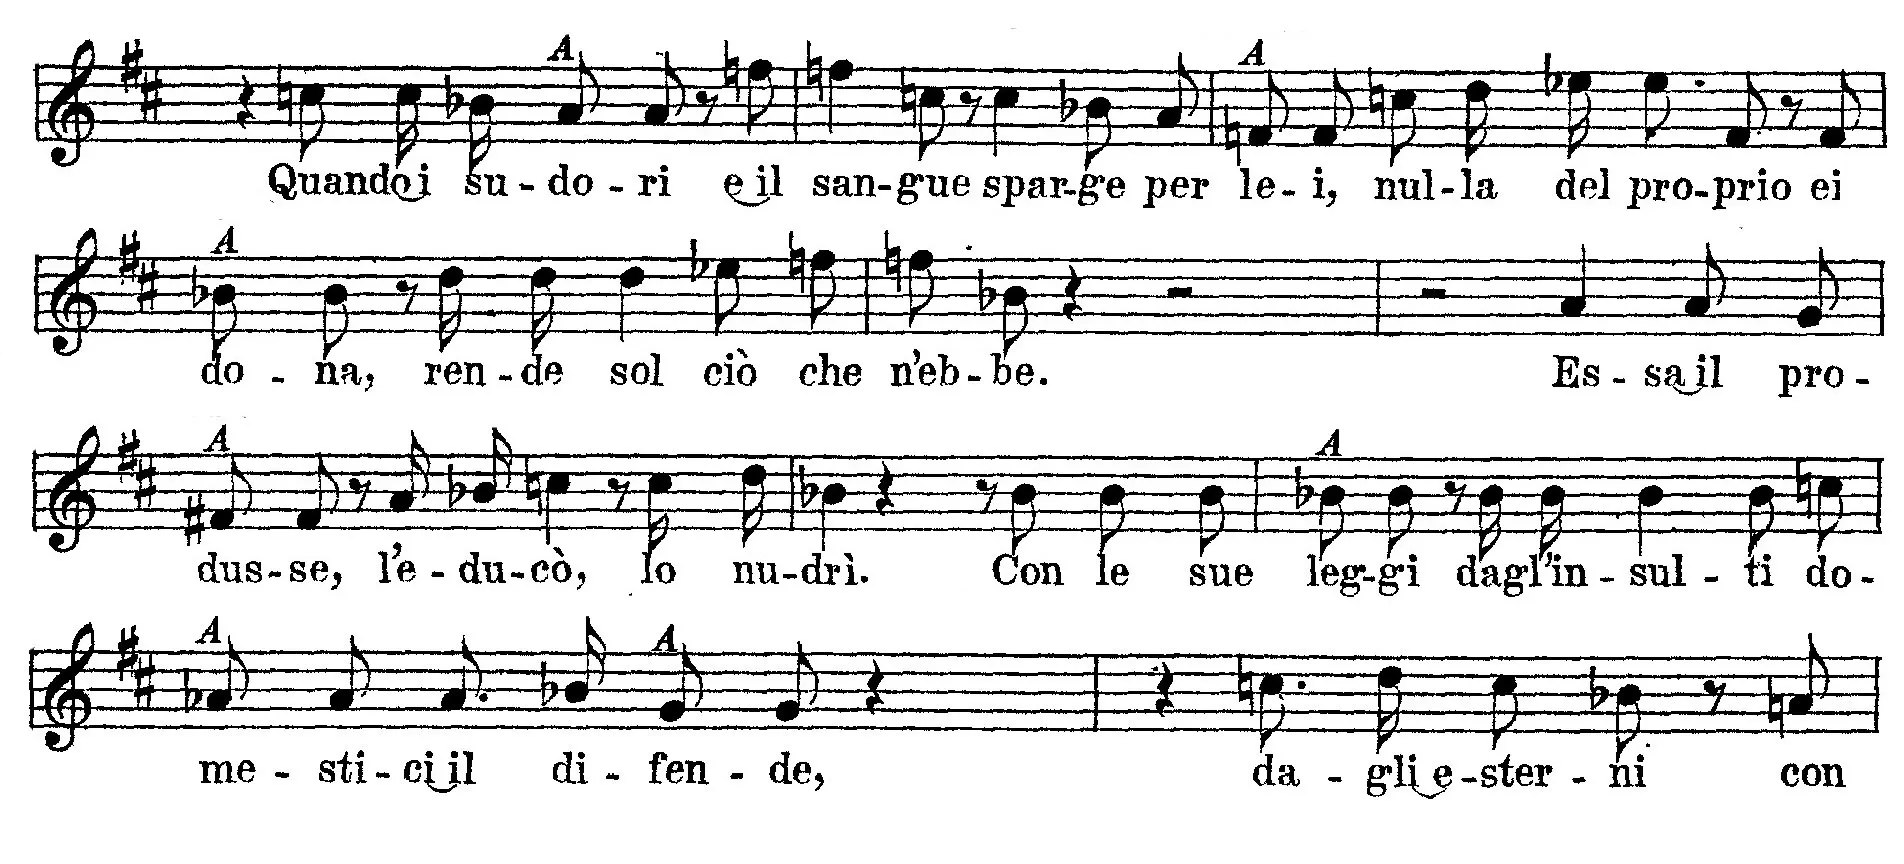 A A
Quando i su - do - ri e il san - gue spar - ge per le - i, nul - la del pro - prio ei
A
do - na, ren - de sol ciò che n'eb - be. Es - sa il pro -
A A
dus - se, l'e - du - cò, lo nu - drì. Con le sue leg - gi dagl'in - sul - ti do -
A A
me - sti - ci il di - fen - de, da - gli e - ster - ni con